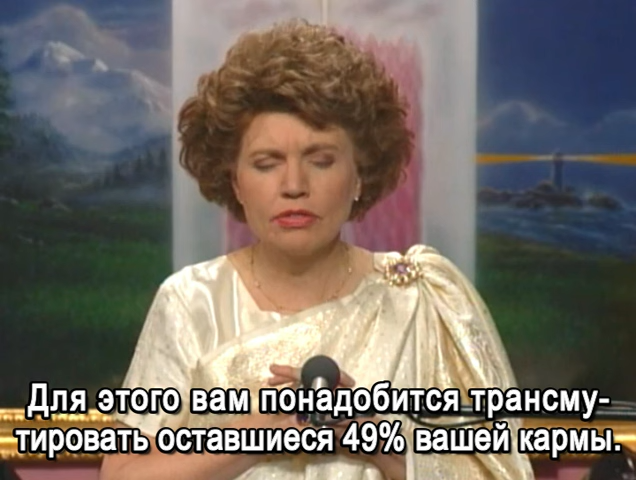 Для этого вам понадобится трансму-
тировать оставшиеся 49% вашей кармы.